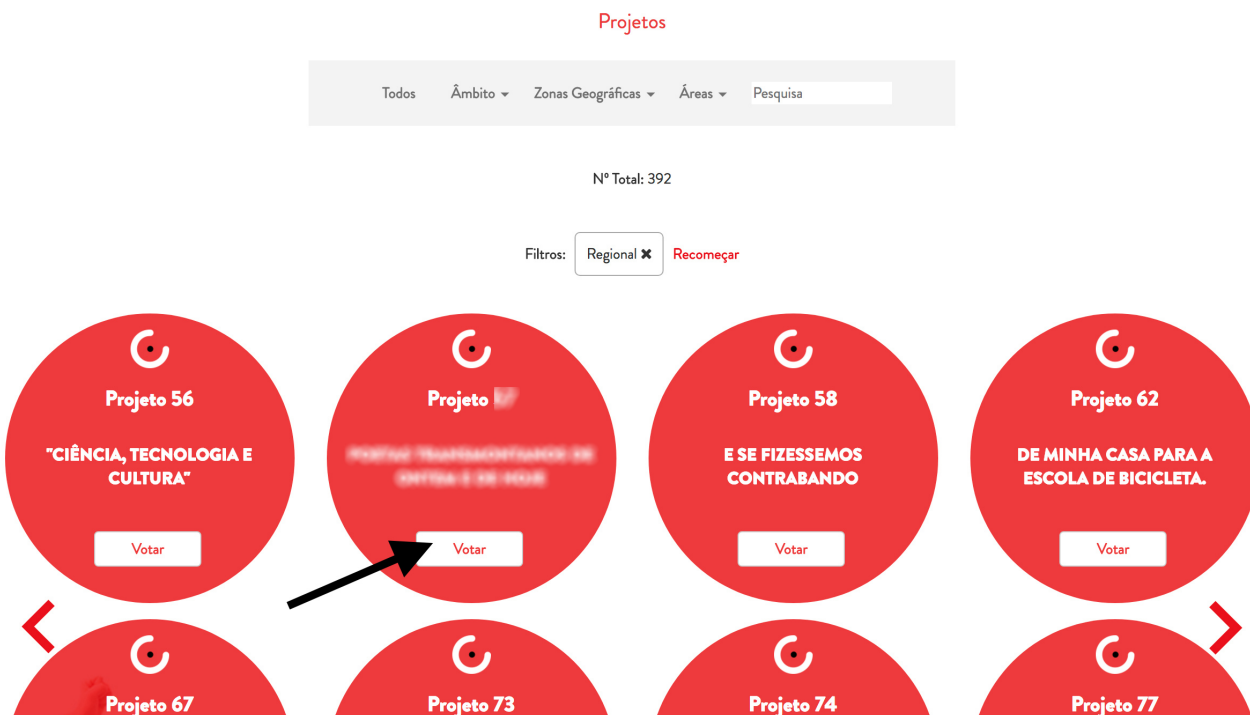 Projetos
Todos Âmbito Zonas Geográficas Áreas Pesquisa
Nº Total: 392
Filtros: Regional ✖ Recomeçar
Projeto 56
"CIÊNCIA, TECNOLOGIA E
CULTURA"
Votar
Projeto
Votar
Projeto 58
E SE FIZESSEMOS
CONTRABANDO
Votar
Projeto 62
DE MINHA CASA PARA A
ESCOLA DE BICICLETA.
Votar
Projeto 67
Projeto 73
Projeto 74
Projeto 77